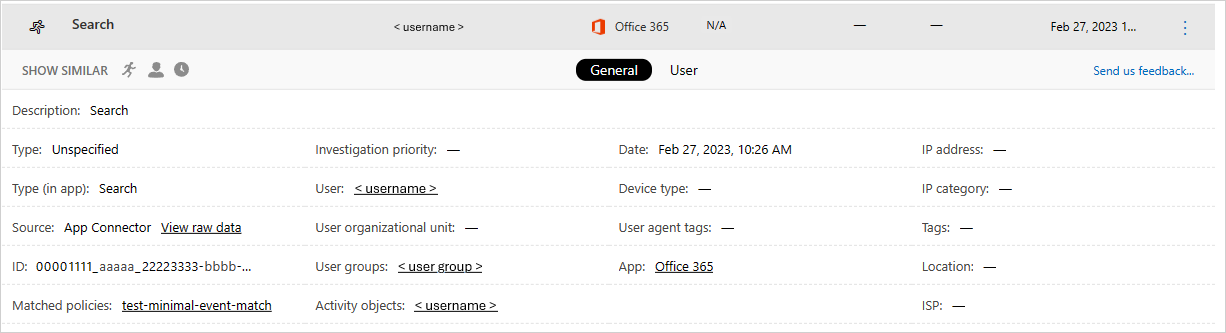 Search < username > Office 365 N/A — — Feb 27, 2023 1...
SHOW SIMILAR General User Send us feedback...
Description: Search
Type: Unspecified Investigation priority: — Date: Feb 27, 2023, 10:26 AM IP address: —
Type (in app): Search User: < username > Device type: — IP category: —
Source: App Connector View raw data User organizational unit: — User agent tags: — Tags: —
ID: 00001111_aaaaa_22223333-bbbb-... User groups: < user group > App: Office 365 Location: —
Matched policies: test-minimal-event-match Activity objects: < username > ISP: —